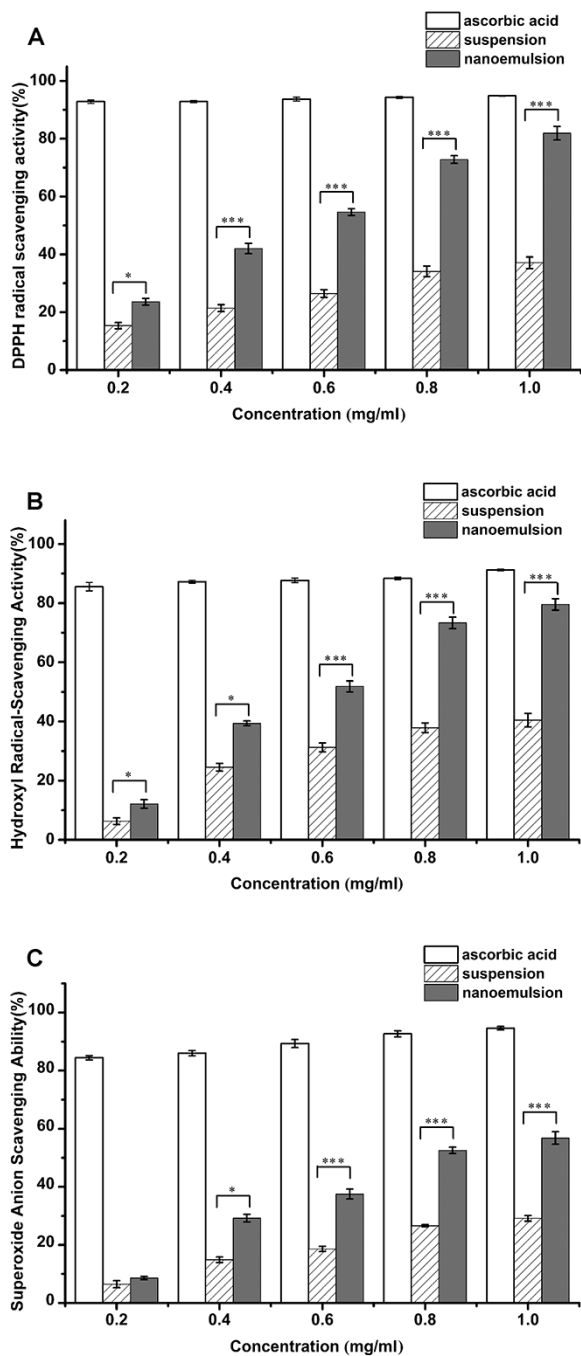 A
ascorbic acid
suspension
nanoemulsion
DPPH radical scavenging activity(%)
100
80
60
40
20
0
*
***
***
***
***
0.2 0.4 0.6 0.8 1.0
Concentration (mg/ml)
B
ascorbic acid
suspension
nanoemulsion
Hydroxyl Radical-Scavenging Activity(%)
100
80
60
40
20
0
*
*
***
***
***
0.2 0.4 0.6 0.8 1.0
Concentration (mg/ml)
C
ascorbic acid
suspension
nanoemulsion
Superoxide Anion Scavenging Ability(%)
100
80
60
40
20
0
*
***
***
***
0.2 0.4 0.6 0.8 1.0
Concentration (mg/ml)